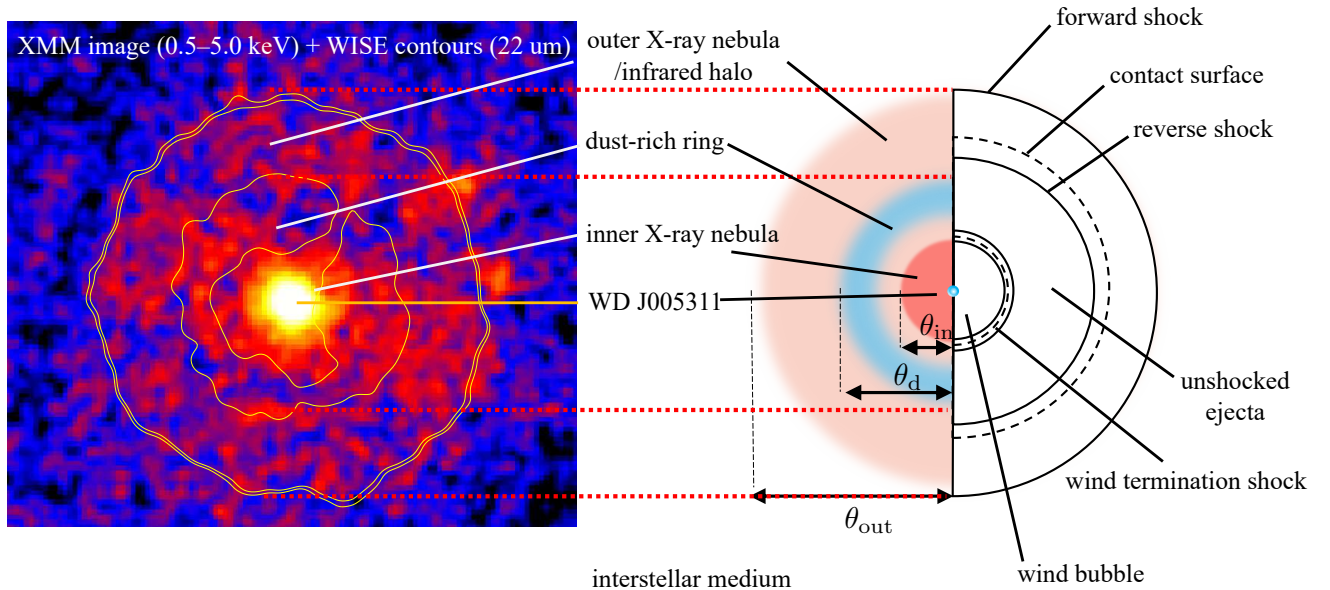 XMM image (0.5–5.0 keV) + WISE contours (22 um)
outer X-ray nebula
/infrared halo
dust-rich ring
inner X-ray nebula
WD J005311
θin
θd
θout
interstellar medium
forward shock
contact surface
reverse shock
unshocked
ejecta
wind termination shock
wind bubble